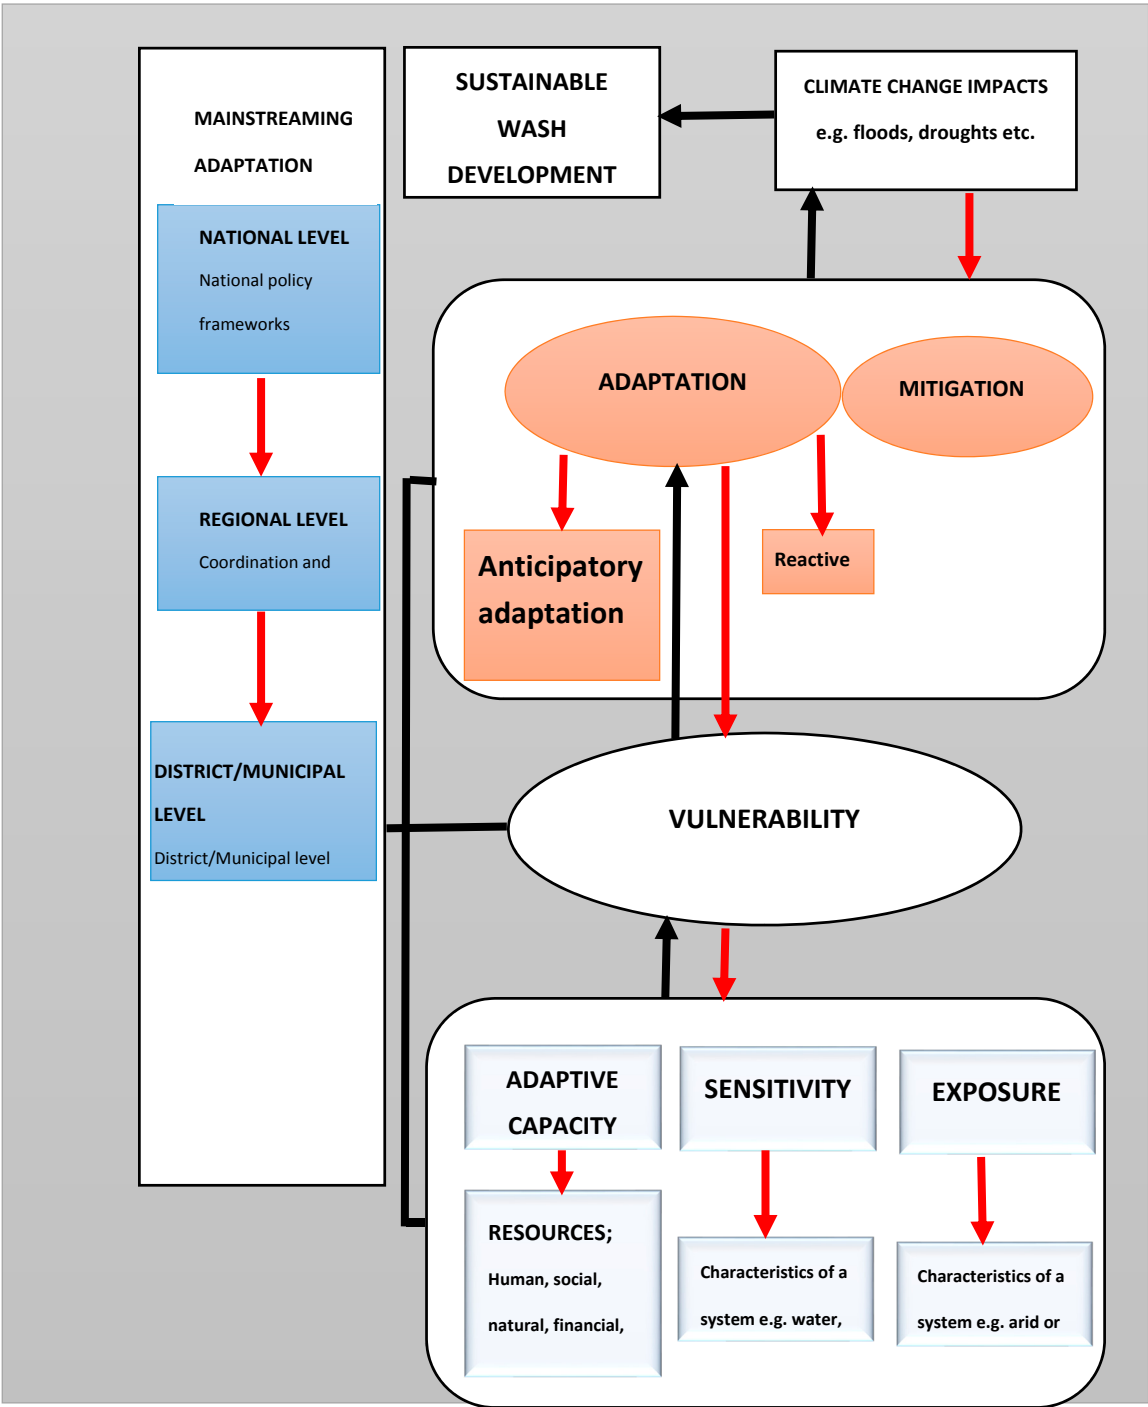 MAINSTREAMING
ADAPTATION
NATIONAL LEVEL
National policy
frameworks
REGIONAL LEVEL
Coordination and
DISTRICT/MUNICIPAL
LEVEL
District/Municipal level
SUSTAINABLE
WASH
DEVELOPMENT
CLIMATE CHANGE IMPACTS
e.g. floods, droughts etc.
ADAPTATION
MITIGATION
Anticipatory
adaptation
Reactive
VULNERABILITY
ADAPTIVE
CAPACITY
SENSITIVITY
EXPOSURE
RESOURCES;
Human, social,
natural, financial,
Characteristics of a
system e.g. water,
Characteristics of a
system e.g. arid or